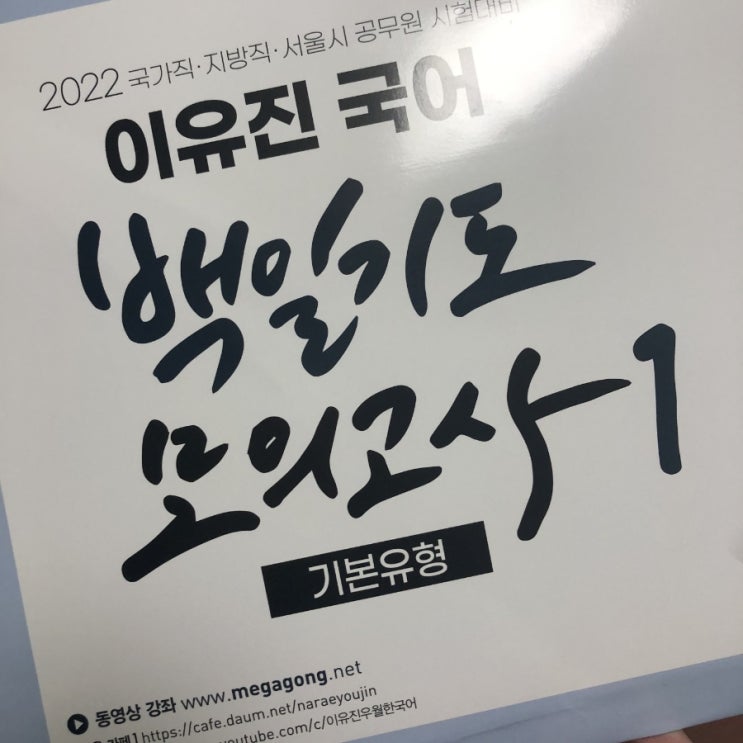 2022 국가직·지방직·서울시 공무원 시험대비
이유진 국어
백일기도
모의고사 1
기본유형
동영상 강좌 www.megagong.net
카페 1 https://cafe.daum.net/naraeyoujin
youtube.com/c/이유진우월한국어